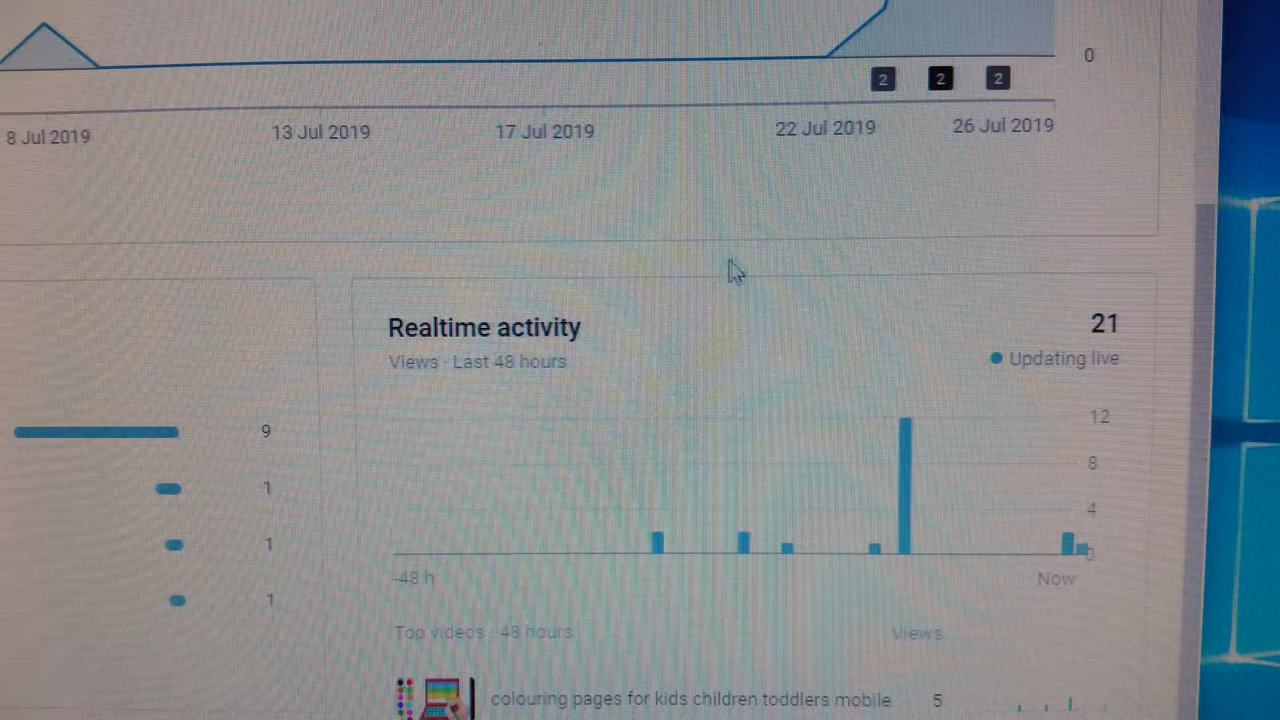 0
2 2 2
8 Jul 2019 13 Jul 2019 17 Jul 2019 22 Jul 2019 26 Jul 2019
Realtime activity 21
Views · Last 48 hours Updating live
12
9
8
1
4
1
0
-48 h Now
1
Top videos · 48 hours Views
colouring pages for kids children toddlers mobile 5